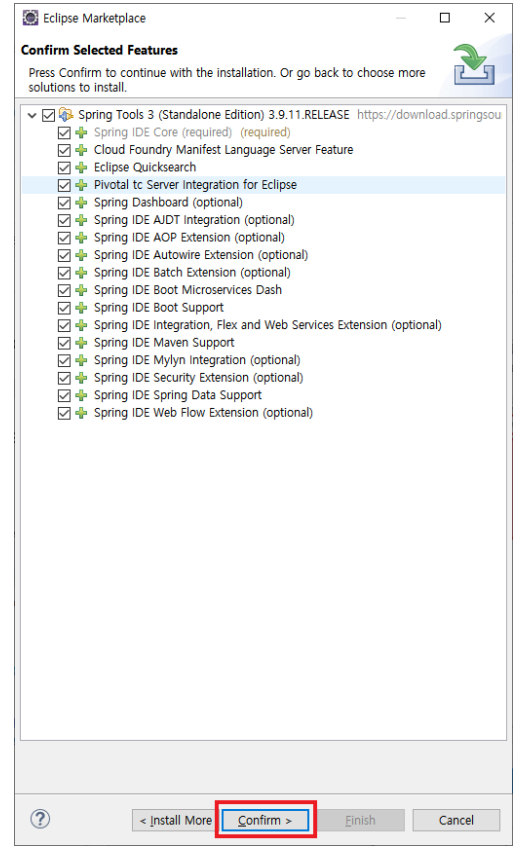 Eclipse Marketplace
Confirm Selected Features
Press Confirm to continue with the installation. Or go back to choose more
solutions to install.
Spring Tools 3 (Standalone Edition) 3.9.11.RELEASE https://download.springsou
Spring IDE Core (required) (required)
Cloud Foundry Manifest Language Server Feature
Eclipse Quicksearch
Pivotal tc Server Integration for Eclipse
Spring Dashboard (optional)
Spring IDE AJDT Integration (optional)
Spring IDE AOP Extension (optional)
Spring IDE Autowire Extension (optional)
Spring IDE Batch Extension (optional)
Spring IDE Boot Microservices Dash
Spring IDE Boot Support
Spring IDE Integration, Flex and Web Services Extension (optional)
Spring IDE Maven Support
Spring IDE Mylyn Integration (optional)
Spring IDE Security Extension (optional)
Spring IDE Spring Data Support
Spring IDE Web Flow Extension (optional)
? < Install More Confirm > Finish Cancel